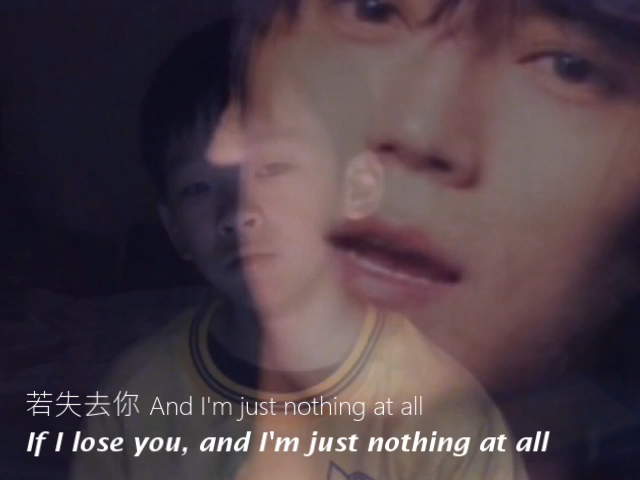 若失去你 And I'm just nothing at all
If I lose you, and I'm just nothing at all